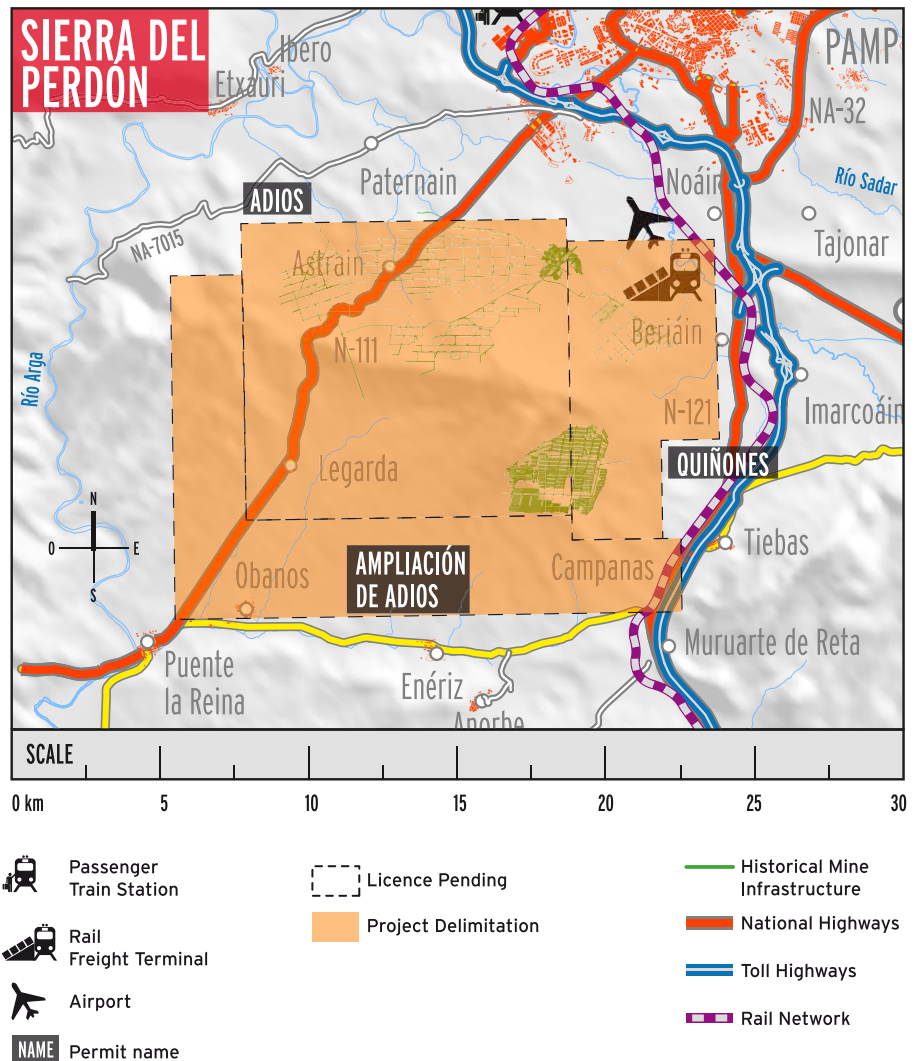 SIERRA DEL
PERDÓN
Ibero
Etxauri
PAMP
NA-32
Paternain
ADIOS
Noáin
Río Sadar
NA-7015
Tajonar
Astrain
Río Arga
N-111
Beriáin
N-121
Imarcoáin
Legarda
QUIÑONES
N
O
E
S
AMPLIACIÓN
DE ADIOS
Obanos
Campanas
Tiebas
Puente
la Reina
Enériz
Muruarte de Reta
SCALE
0 km
5
10
15
20
25
30
Passenger
Train Station
Rail
Freight Terminal
Airport
NAME
Permit name
Licence Pending
Project Delimitation
Historical Mine
Infrastructure
National Highways
Toll Highways
Rail Network